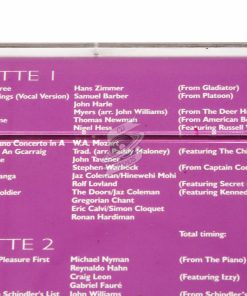 TTE 1
ree Hans Zimmer (From Gladiator)
ings (Vocal Version) Samuel Barber (From Platoon)
John Harle
Myers (arr. John Williams) (From The Deer Hu
Thomas Newman (From American Be
Nigel Hess (Featuring Russell
ano Concerto in A W.A. Mozart
An Gcarraig Trad. (arr. Paddy Maloney) (Featuring The Chi
e John Tavener
Stephen Warbeck (From Captain Core
anga Jaz Coleman/Hinewehi Mohi
Rolf Lovland (Featuring Secret
oldier The Doors/Jaz Coleman (Featuring Kenned
Gregorian Chant
Eric Calvi/Simon Cloquet
Ronan Hardiman
TTE 2 Total timing:
Pleasure First Michael Nyman (From The Piano)
Reynaldo Hahn
Craig Leon (Featuring Izzy)
Gabriel Fauré
Schindler's List John Williams (From Schindler's